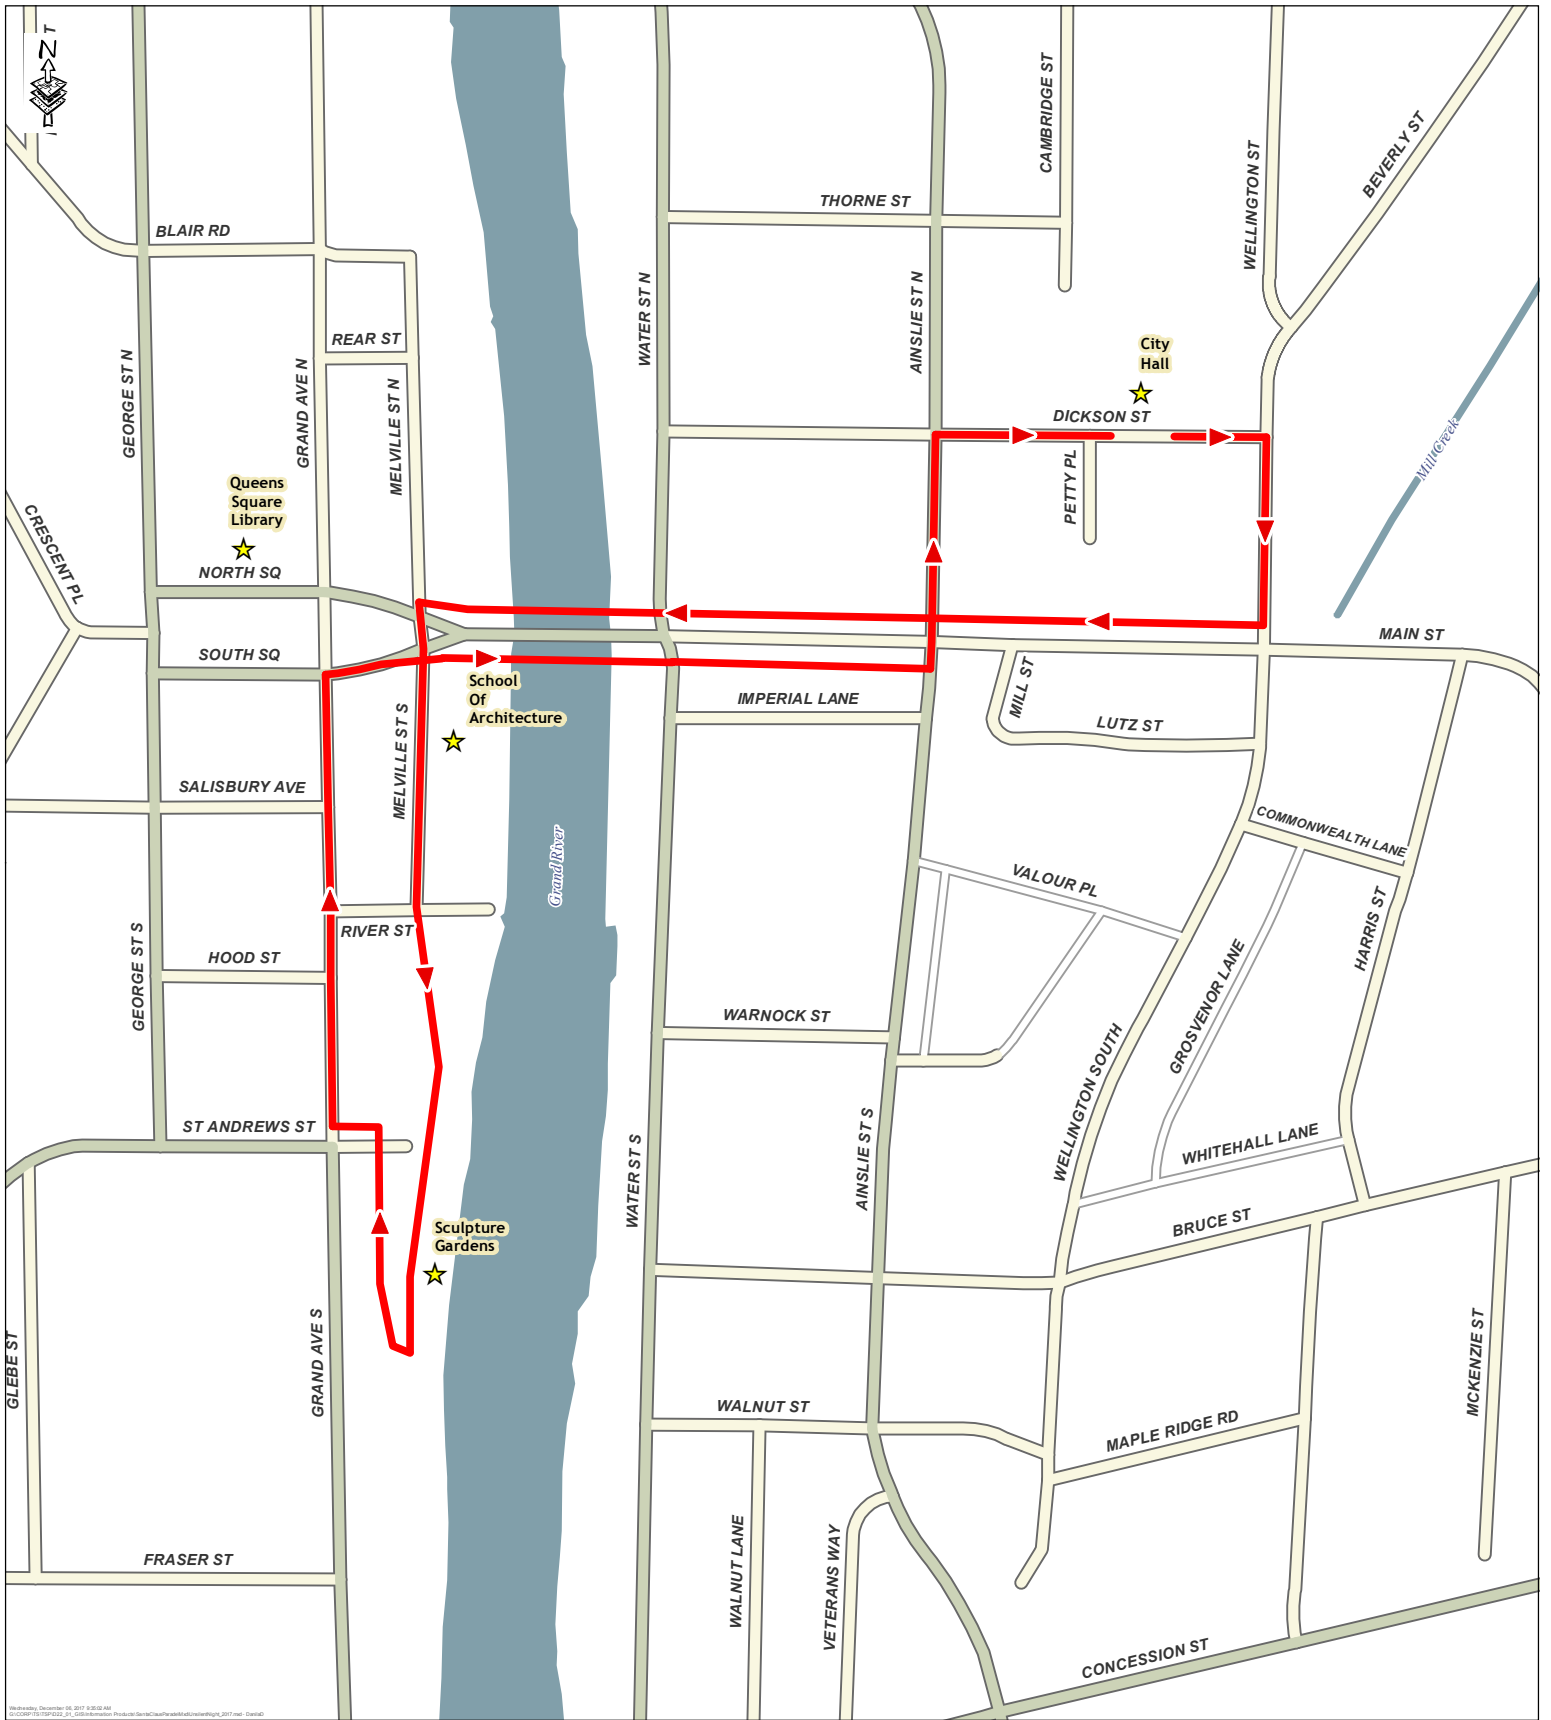 N
T
CAMBRIDGE ST
WELLINGTON ST
BEVERLY ST
THORNE ST
BLAIR RD
WATER ST N
AINSLIE ST N
REAR ST
GEORGE ST N
GRAND AVE N
MELVILLE ST N
City
Hall
DICKSON ST
PETTY PL
Mill Creek
Queens
Square
Library
CRESCENT PL
NORTH SQ
MAIN ST
SOUTH SQ
School
Of
Architecture
IMPERIAL LANE
MILL ST
LUTZ ST
MELVILLE ST S
SALISBURY AVE
COMMONWEALTH LANE
Grand River
VALOUR PL
RIVER ST
HARRIS ST
GEORGE ST S
HOOD ST
GROSVENOR LANE
WARNOCK ST
WELLINGTON SOUTH
ST ANDREWS ST
WATER ST S
AINSLIE ST S
WHITEHALL LANE
Sculpture
Gardens
BRUCE ST
GLEBE ST
GRAND AVE S
MCKENZIE ST
WALNUT ST
MAPLE RIDGE RD
FRASER ST
WALNUT LANE
VETERANS WAY
CONCESSION ST